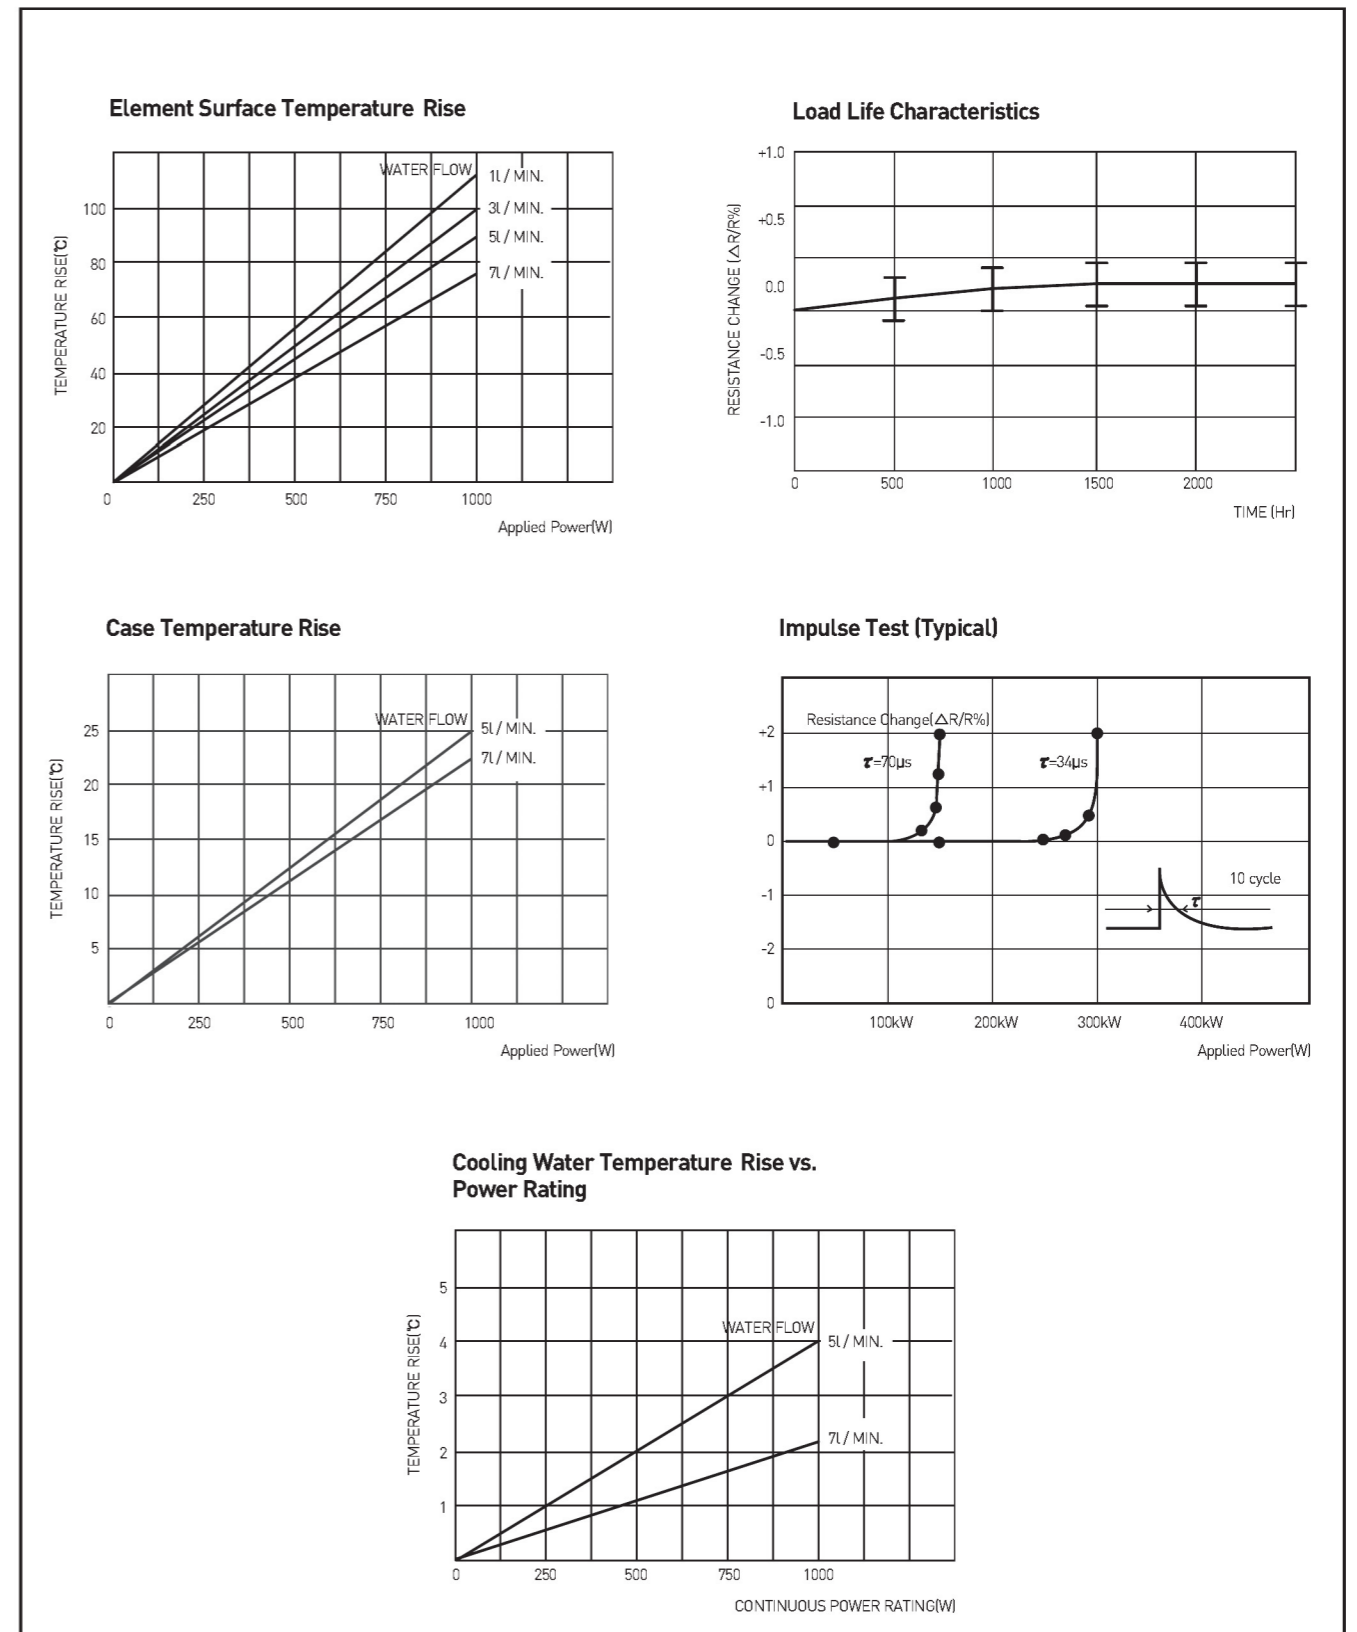 Element Surface Temperature Rise
WATER FLOW
1l / MIN.
3l / MIN.
5l / MIN.
7l / MIN.
TEMPERATURE RISE(℃)
100
80
60
40
20
0 250 500 750 1000
Applied Power(W)
Load Life Characteristics
RESISTANCE CHANGE (△R/R%)
+1.0
+0.5
0.0
-0.5
-1.0
0 500 1000 1500 2000
TIME (Hr)
Case Temperature Rise
WATER FLOW
5l / MIN.
7l / MIN.
TEMPERATURE RISE(℃)
25
20
15
10
5
0 250 500 750 1000
Applied Power(W)
Impulse Test (Typical)
Resistance Change(△R/R%)
τ=70μs
τ=34μs
+2
+1
0
-1
-2
0
10 cycle
τ
100kW 200kW 300kW 400kW
Applied Power(W)
Cooling Water Temperature Rise vs.
Power Rating
WATER FLOW
5l / MIN.
7l / MIN.
TEMPERATURE RISE(℃)
5
4
3
2
1
0 250 500 750 1000
CONTINUOUS POWER RATING(W)